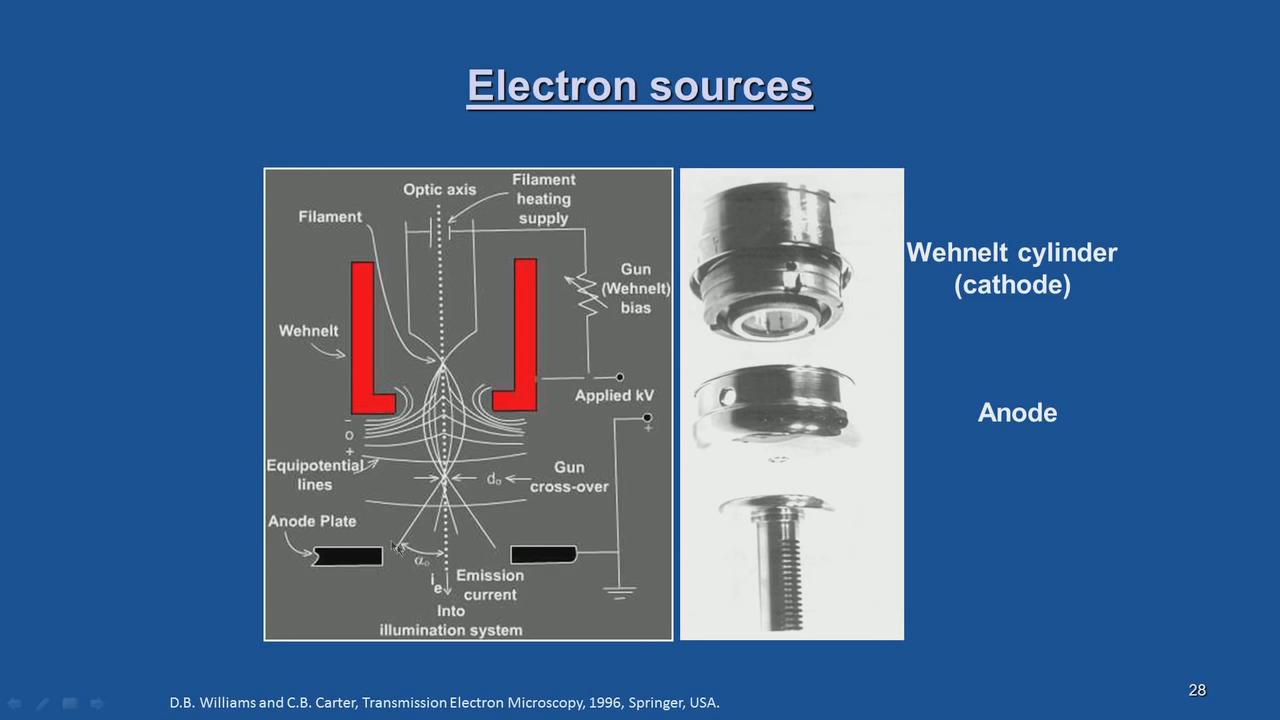 Electron sources
Optic axis
Filament
heating
supply
Filament
Gun
(Wehnelt)
bias
Wehnelt
Applied kV
-
o
+
+
Equipotential
lines
dₒ
Gun
cross-over
Anode Plate
αₒ
iₑ
Emission
current
Into
illumination system
Wehnelt cylinder
(cathode)
Anode
28
D.B. Williams and C.B. Carter, Transmission Electron Microscopy, 1996, Springer, USA.